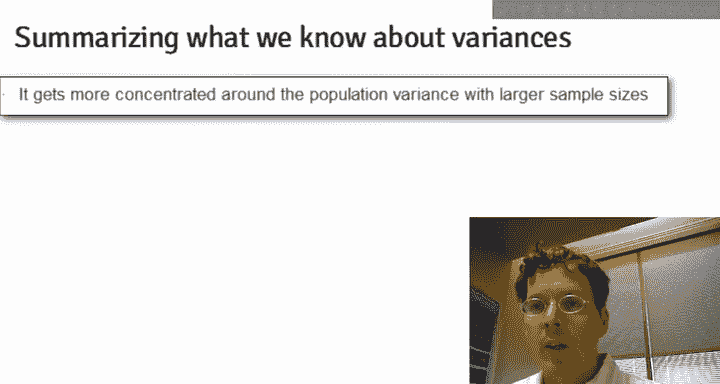 Summarizing what we know about variances
It gets more concentrated around the population variance with larger sample sizes